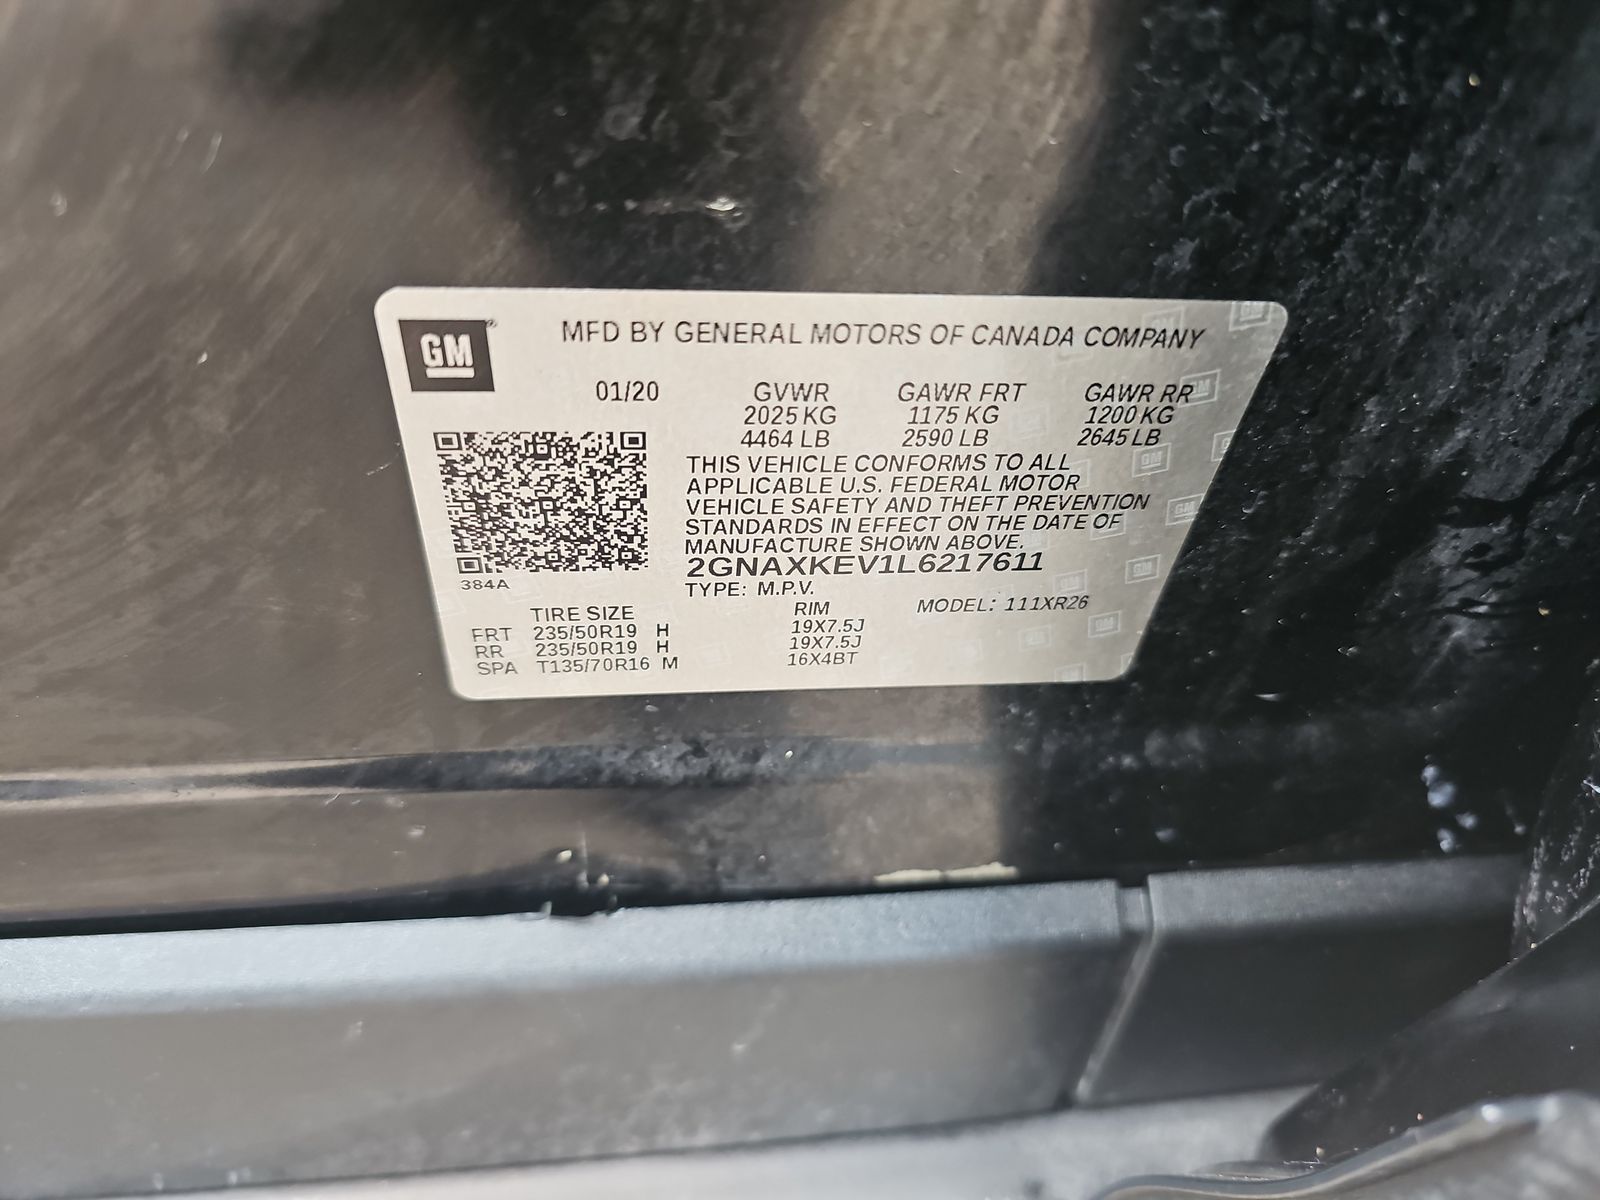 GM
MFD BY GENERAL MOTORS OF CANADA COMPANY
01/20 GVWR GAWR FRT GAWR RR
2025 KG 1175 KG 1200 KG
4464 LB 2590 LB 2645 LB
THIS VEHICLE CONFORMS TO ALL
APPLICABLE U.S. FEDERAL MOTOR
VEHICLE SAFETY AND THEFT PREVENTION
STANDARDS IN EFFECT ON THE DATE OF
MANUFACTURE SHOWN ABOVE.
2GNAXKEV1L6217611
384A TYPE: M.P.V.
TIRE SIZE RIM MODEL: 111XR26
FRT 235/50R19 H 19X7.5J
RR 235/50R19 H 19X7.5J
SPA T135/70R16 M 16X4BT